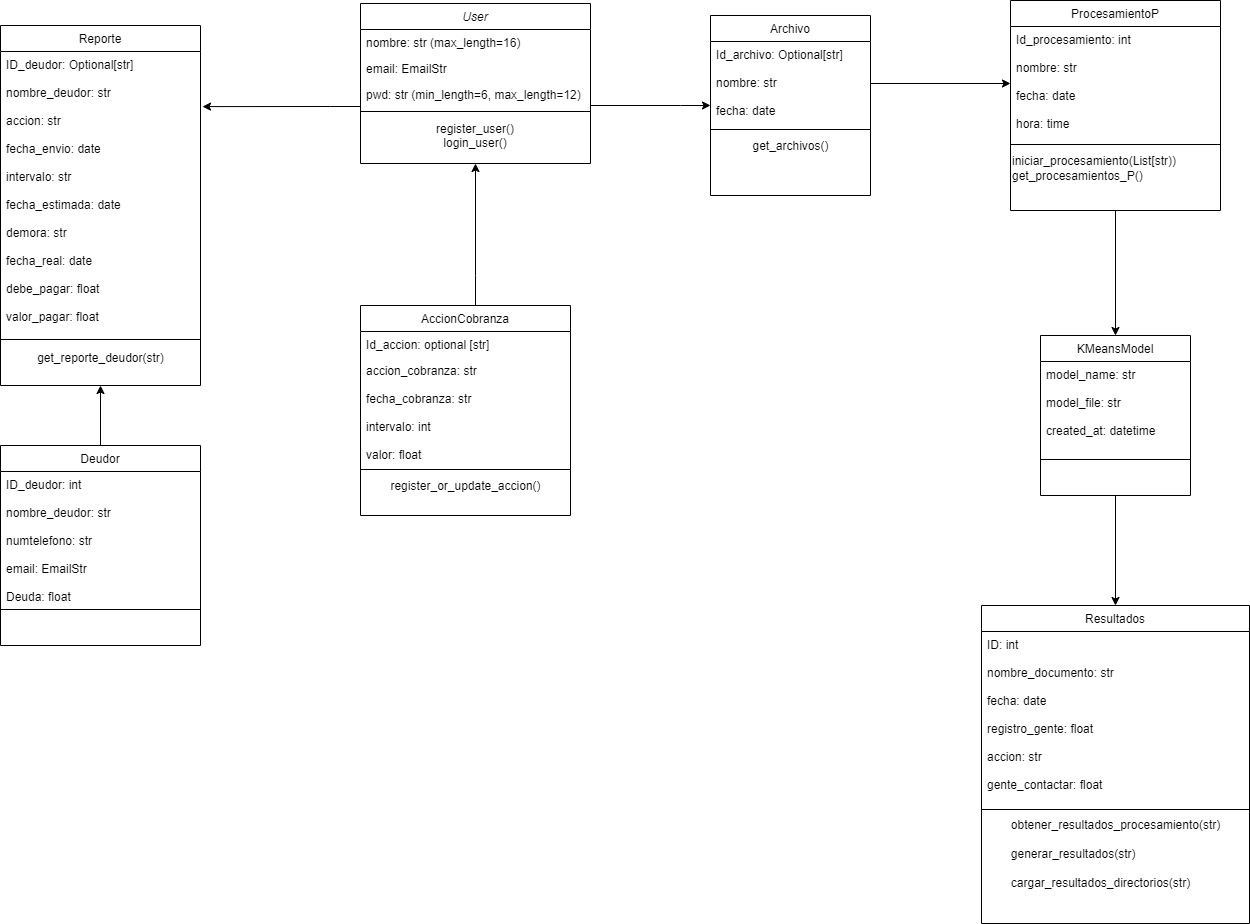 Reporte
ID_deudor: Optional[str]
nombre_deudor: str
accion: str
fecha_envio: date
intervalo: str
fecha_estimada: date
demora: str
fecha_real: date
debe_pagar: float
valor_pagar: float
get_reporte_deudor(str)
Deudor
ID_deudor: int
nombre_deudor: str
numtelefono: str
email: EmailStr
Deuda: float
User
nombre: str (max_length=16)
email: EmailStr
pwd: str (min_length=6, max_length=12)
register_user()
login_user()
AccionCobranza
Id_accion: optional [str]
accion_cobranza: str
fecha_cobranza: str
intervalo: int
valor: float
register_or_update_accion()
Archivo
Id_archivo: Optional[str]
nombre: str
fecha: date
get_archivos()
ProcesamientoP
Id_procesamiento: int
nombre: str
fecha: date
hora: time
iniciar_procesamiento(List[str))
get_procesamientos_P()
KMeansModel
model_name: str
model_file: str
created_at: datetime
Resultados
ID: int
nombre_documento: str
fecha: date
registro_gente: float
accion: str
gente_contactar: float
obtener_resultados_procesamiento(str)
generar_resultados(str)
cargar_resultados_directorios(str)